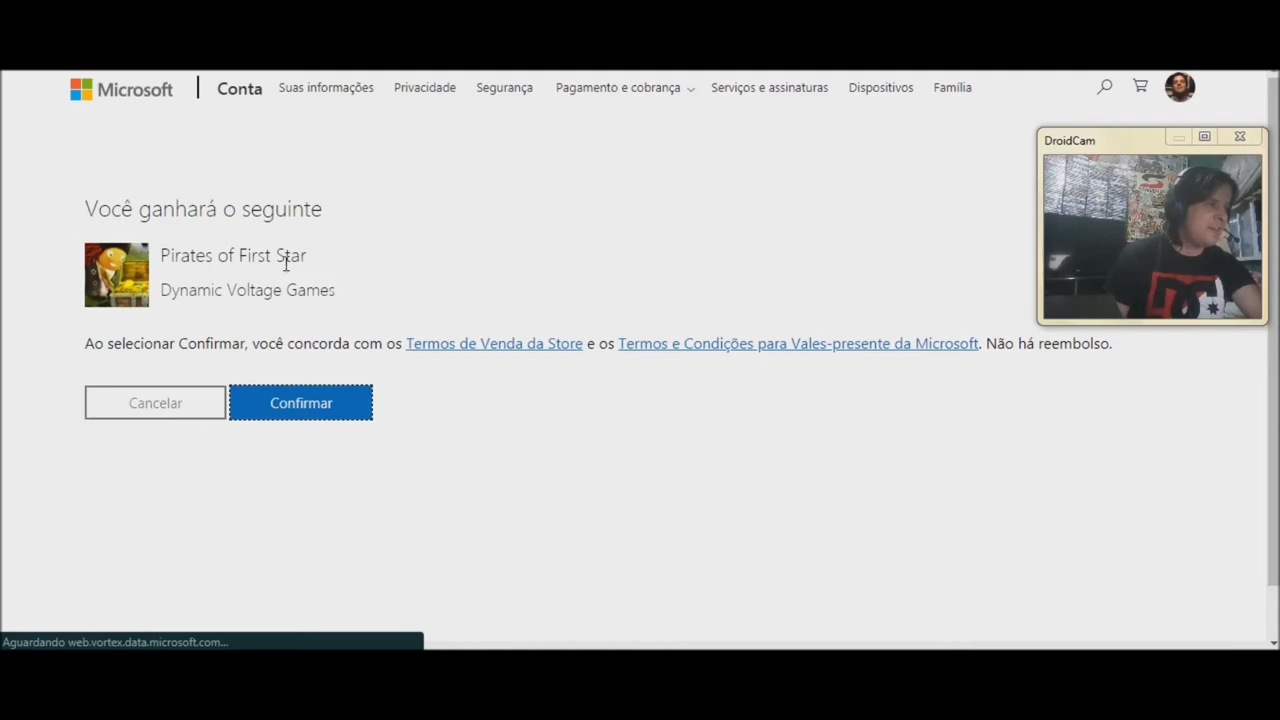 Microsoft Conta Suas informações Privacidade Segurança Pagamento e cobrança Serviços e assinaturas Dispositivos Família
DroidCam
Você ganhará o seguinte
Pirates of First Star
Dynamic Voltage Games
Ao selecionar Confirmar, você concorda com os Termos de Venda da Store e os Termos e Condições para Vales-presente da Microsoft. Não há reembolso.
Cancelar Confirmar
Aguardando web.vortex.data.microsoft.com...